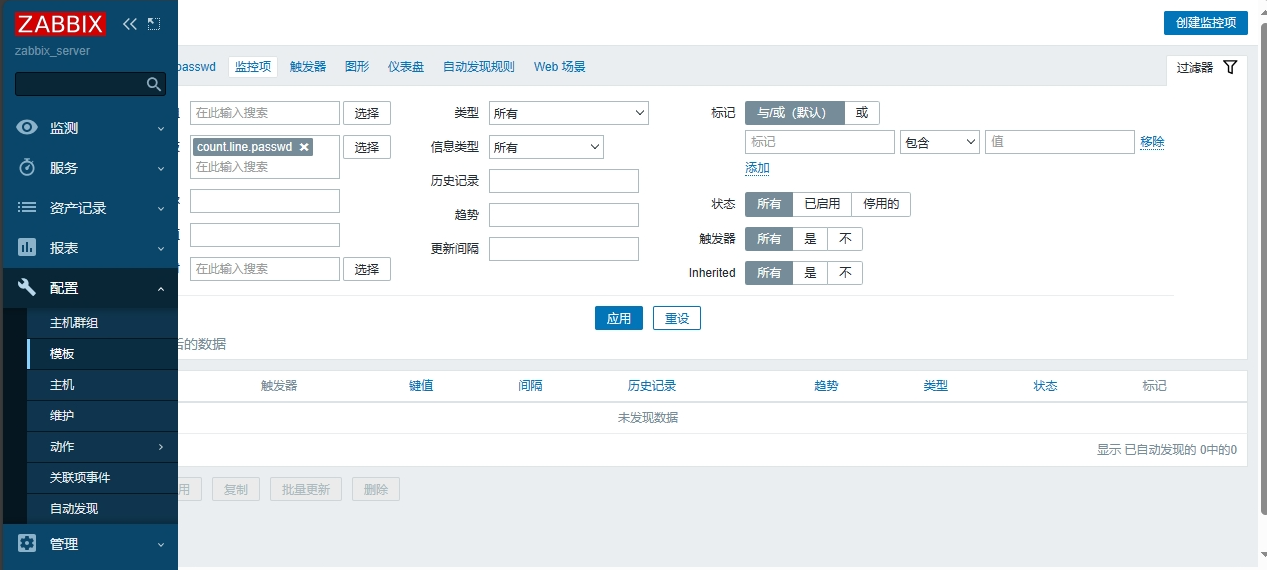 ZABBIX
zabbix_server
监测
服务
资产记录
报表
配置
主机群组
模板
主机
维护
动作
关联项事件
自动发现
管理
创建监控项
passwd 监控项 触发器 图形 仪表盘 自动发现规则 Web 场景
过滤器
在此输入搜索 选择
count.line.passwd
在此输入搜索
选择
在此输入搜索 选择
类型 所有
信息类型 所有
历史记录
趋势
更新间隔
标记 与/或（默认） 或
标记 包含 值 移除
添加
状态 所有 已启用 停用的
触发器 所有 是 不
Inherited 所有 是 不
应用 重设
的数据
触发器 键值 间隔 历史记录 趋势 类型 状态 标记
未发现数据
显示 已自动发现的 0中的0
用 复制 批量更新 删除